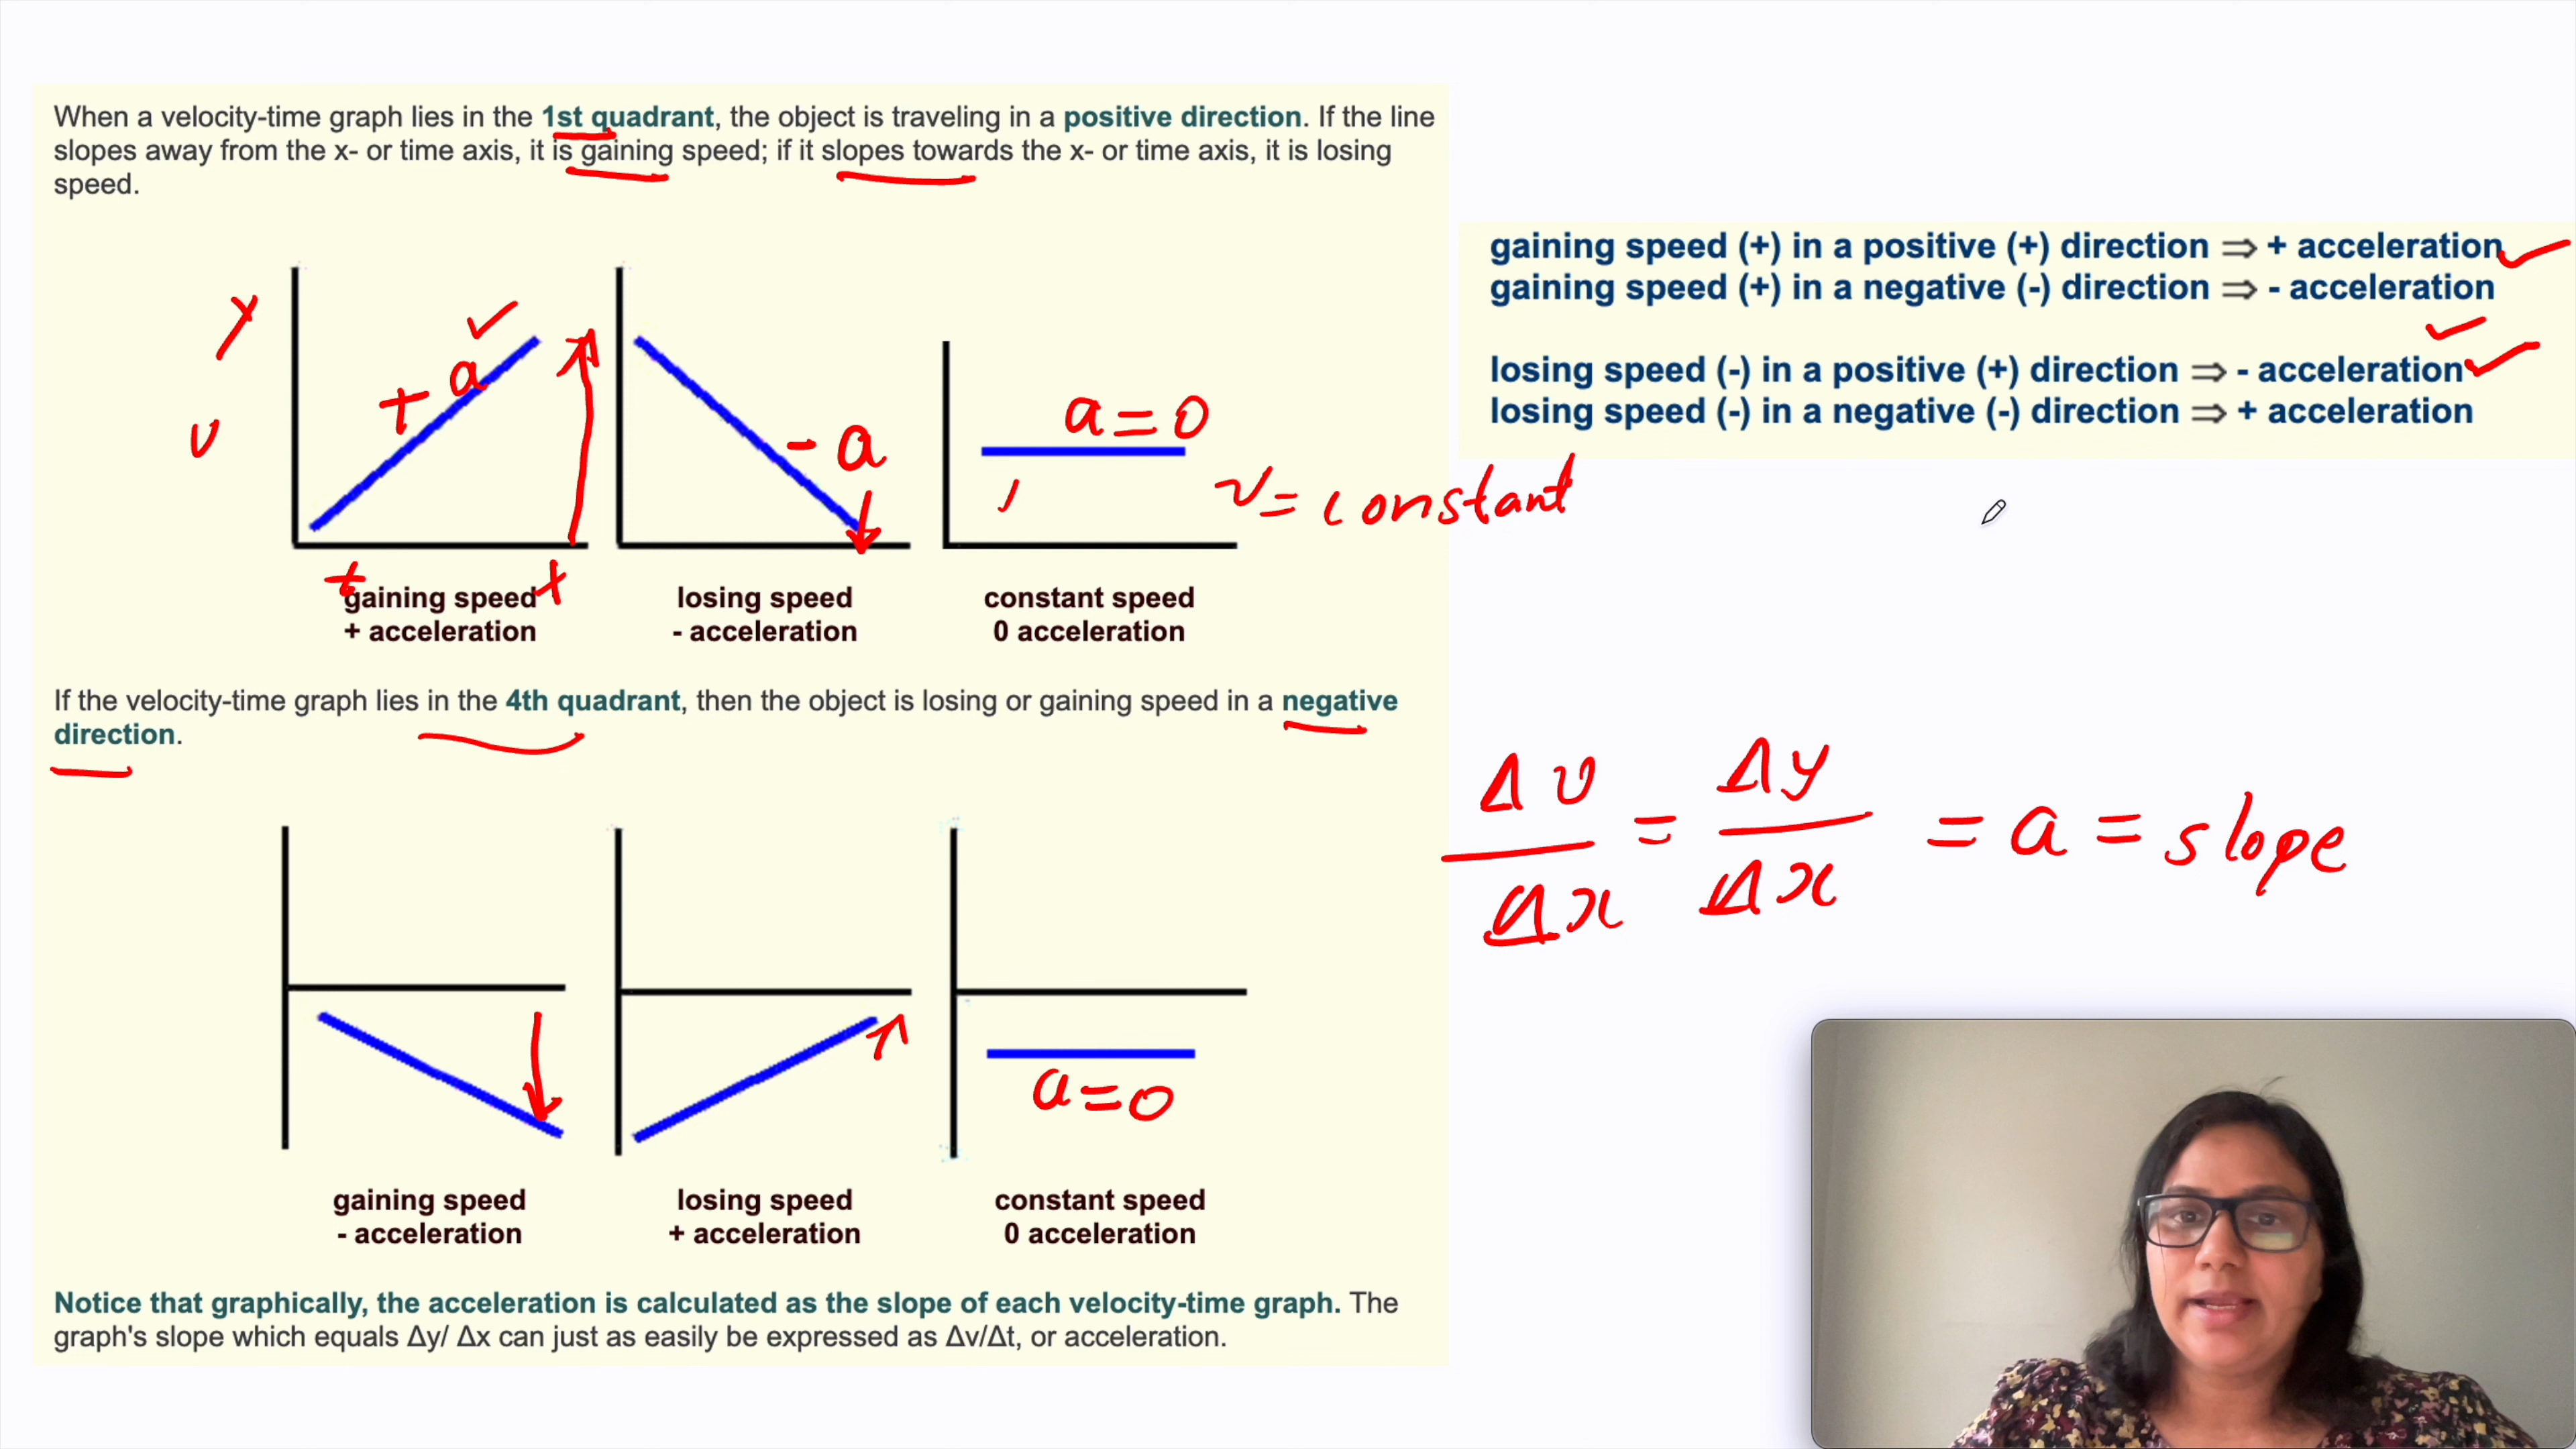 When a velocity-time graph lies in the 1st quadrant, the object is traveling in a positive direction. If the line
slopes away from the x- or time axis, it is gaining speed; if it slopes towards the x- or time axis, it is losing
speed.
gaining speed (+) in a positive (+) direction ⇒ + acceleration
gaining speed (+) in a negative (-) direction ⇒ - acceleration
losing speed (-) in a positive (+) direction ⇒ - acceleration
losing speed (-) in a negative (-) direction ⇒ + acceleration
y
v
+ a
- a
a = 0
v = constant
t
x
gaining speed
+ acceleration
losing speed
- acceleration
constant speed
0 acceleration
If the velocity-time graph lies in the 4th quadrant, then the object is losing or gaining speed in a negative
direction.
Δv/Δx = Δy/Δx = a = slope
a = 0
gaining speed
- acceleration
losing speed
+ acceleration
constant speed
0 acceleration
Notice that graphically, the acceleration is calculated as the slope of each velocity-time graph. The
graph's slope which equals Δy/ Δx can just as easily be expressed as Δv/Δt, or acceleration.